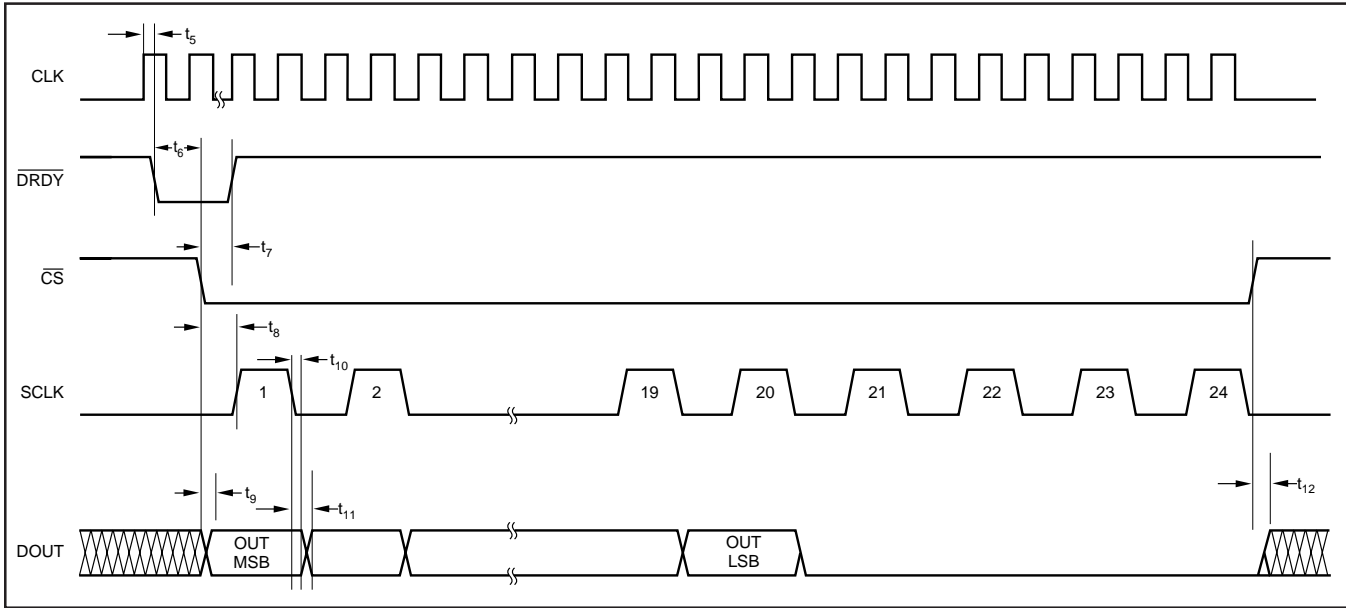 t5
CLK
t6
DRDY
t7
CS
t8
t10
SCLK
1
2
19
20
21
22
23
24
t9
t11
t12
DOUT
OUT
MSB
OUT
LSB